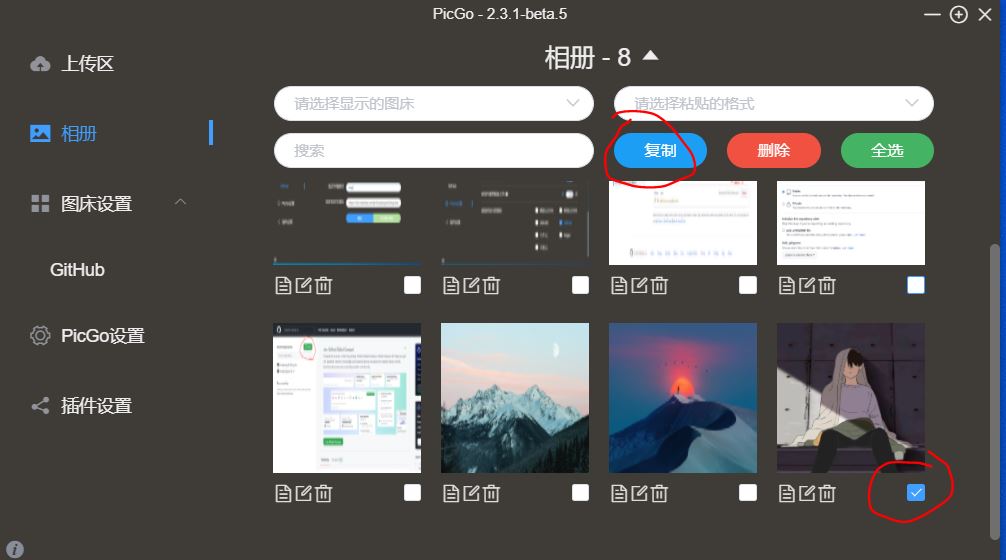 PicGo - 2.3.1-beta.5
上传区
相册
图床设置
GitHub
PicGo设置
插件设置
相册 - 8
请选择显示的图床
请选择粘贴的格式
搜索
复制
删除
全选